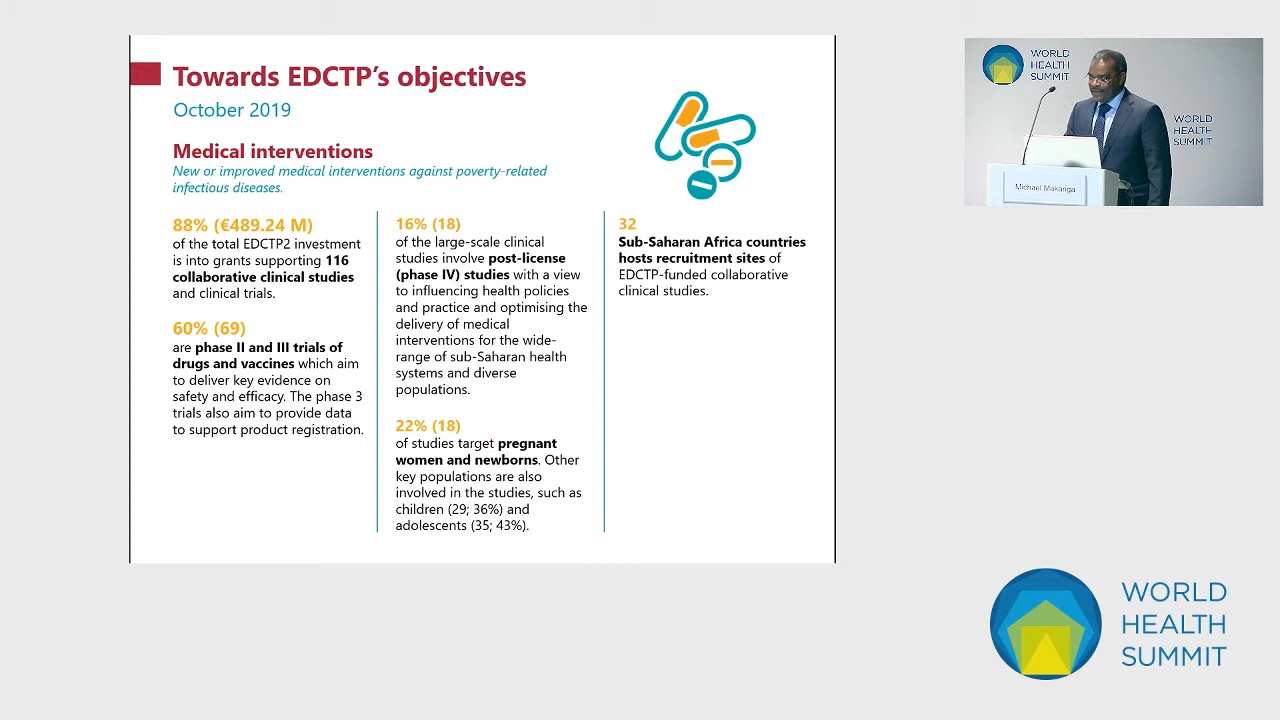 Towards EDCTP's objectives
October 2019
Medical interventions
New or improved medical interventions against poverty-related
infectious diseases.
88% (€489.24 M)
of the total EDCTP2 investment
is into grants supporting 116
collaborative clinical studies
and clinical trials.
60% (69)
are phase II and III trials of
drugs and vaccines which aim
to deliver key evidence on
safety and efficacy. The phase 3
trials also aim to provide data
to support product registration.
16% (18)
of the large-scale clinical
studies involve post-license
(phase IV) studies with a view
to influencing health policies
and practice and optimising the
delivery of medical
interventions for the wide-
range of sub-Saharan health
systems and diverse
populations.
22% (18)
of studies target pregnant
women and newborns. Other
key populations are also
involved in the studies, such as
children (29; 36%) and
adolescents (35; 43%).
32
Sub-Saharan Africa countries
hosts recruitment sites of
EDCTP-funded collaborative
clinical studies.
WORLD
HEALTH
SUMMIT
WORLD
HEALTH
SUMMIT
Michael Makanga
WORLD
HEALTH
SUMMIT